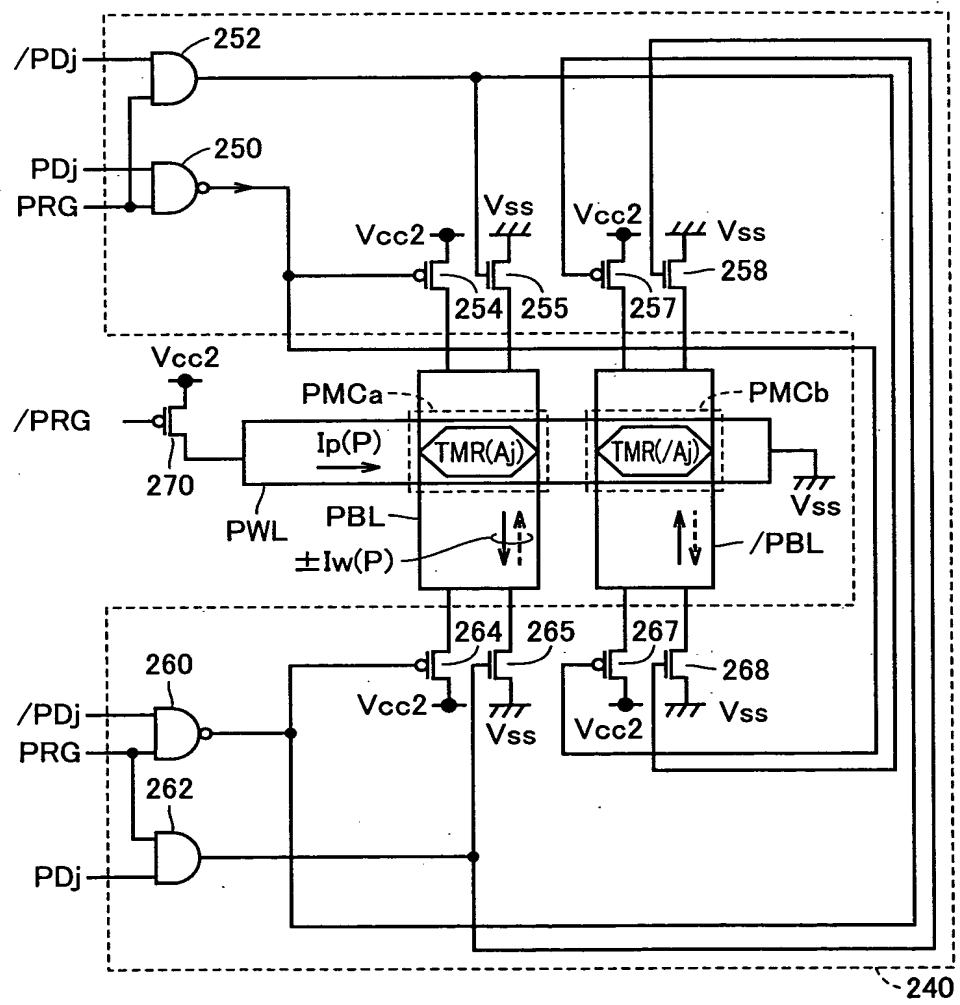 252
/PDj
250
PDj
PRG
Vcc2
Vss
Vcc2
Vss
254
255
257
258
Vcc2
/PRG
270
PMCa
PMCb
Ip(P)
TMR(Aj)
TMR(/Aj)
Vss
PWL
PBL
±Iw(P)
/PBL
264
265
267
268
Vcc2
Vss
Vcc2
Vss
260
/PDj
PRG
262
PDj
240